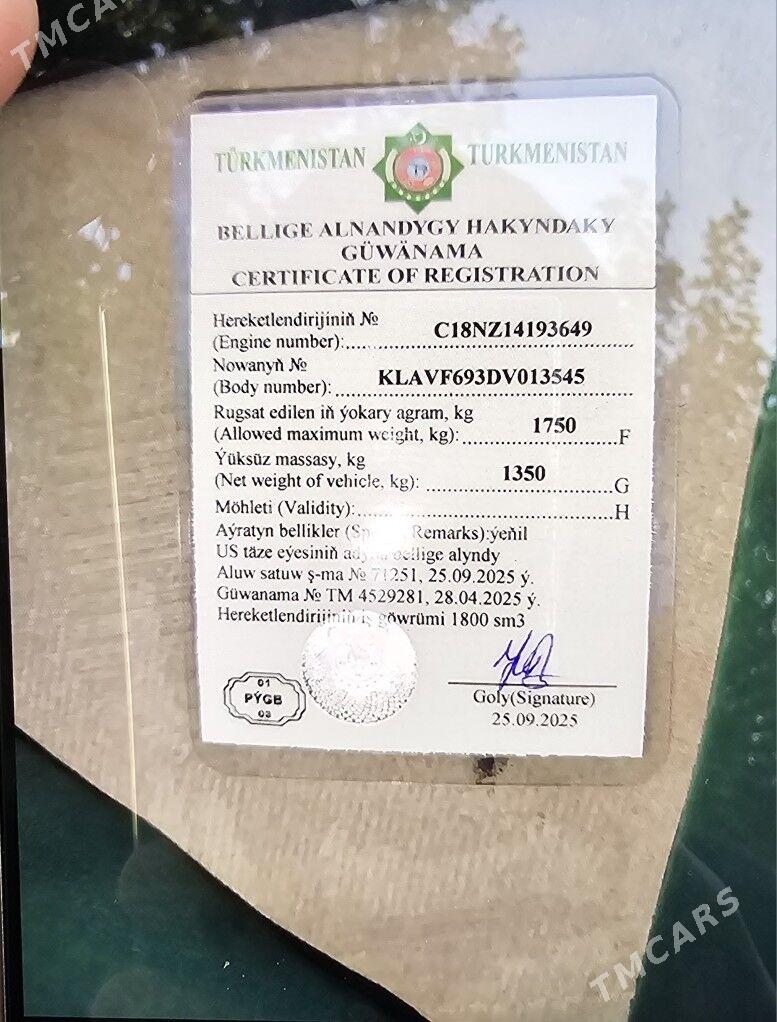 TMCARS
TÜRKMENISTAN TURKMENISTAN
BELLIGE ALNANDYGY HAKYNDAKY
GÜWÄNAMA
CERTIFICATE OF REGISTRATION
Hereketlendirijiniň №
(Engine number): C18NZ14193649
Nowanyň №
(Body number): KLAVF693DV013545
Rugsat edilen iň ýokary agram, kg
(Allowed maximum weight, kg): 1750 F
Ýüksüz massasy, kg
(Net weight of vehicle, kg): 1350 G
Möhleti (Validity): H
Aýratyn bellikler Remarks):ýeňil
US täze eýesiniň bellige alyndy
Aluw satuw ş-ma № 71251, 25.09.2025 ý.
Güwanama № TM 4529281, 28.04.2025 ý.
Hereketlendirijiniň iş göwrümi 1800 sm3
01
PÝGB
03
Goly(Signature)
25.09.2025
TMCARS